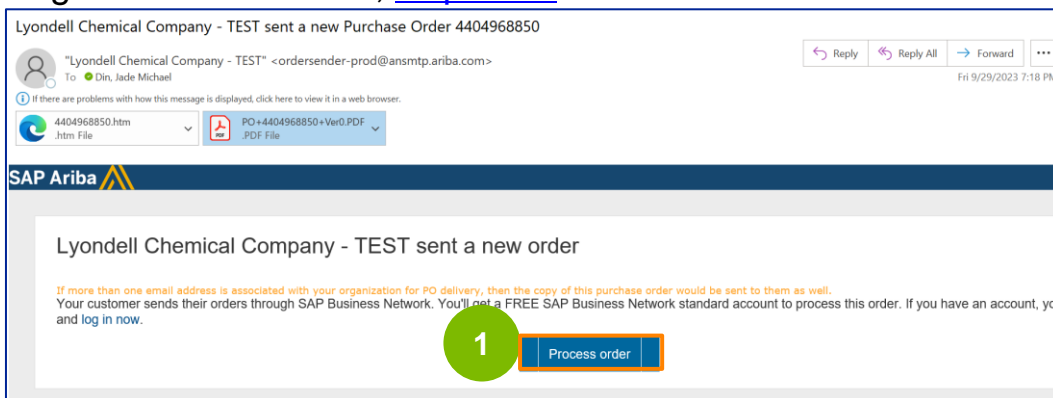 Lyondell Chemical Company - TEST sent a new Purchase Order 4404968850
"Lyondell Chemical Company - TEST" <ordersender-prod@ansmtp.ariba.com>
To Din, Jade Michael
Reply
Reply All
Forward
Fri 9/29/2023 7:18 PM
If there are problems with how this message is displayed, click here to view it in a web browser.
4404968850.htm
.htm File
PDF
PO+4404968850+Ver0.PDF
.PDF File
SAP Ariba
Lyondell Chemical Company - TEST sent a new order
If more than one email address is associated with your organization for PO delivery, then the copy of this purchase order would be sent to them as well.
Your customer sends their orders through SAP Business Network. You'll get a FREE SAP Business Network standard account to process this order. If you have an account,
and log in now.
1
Process order